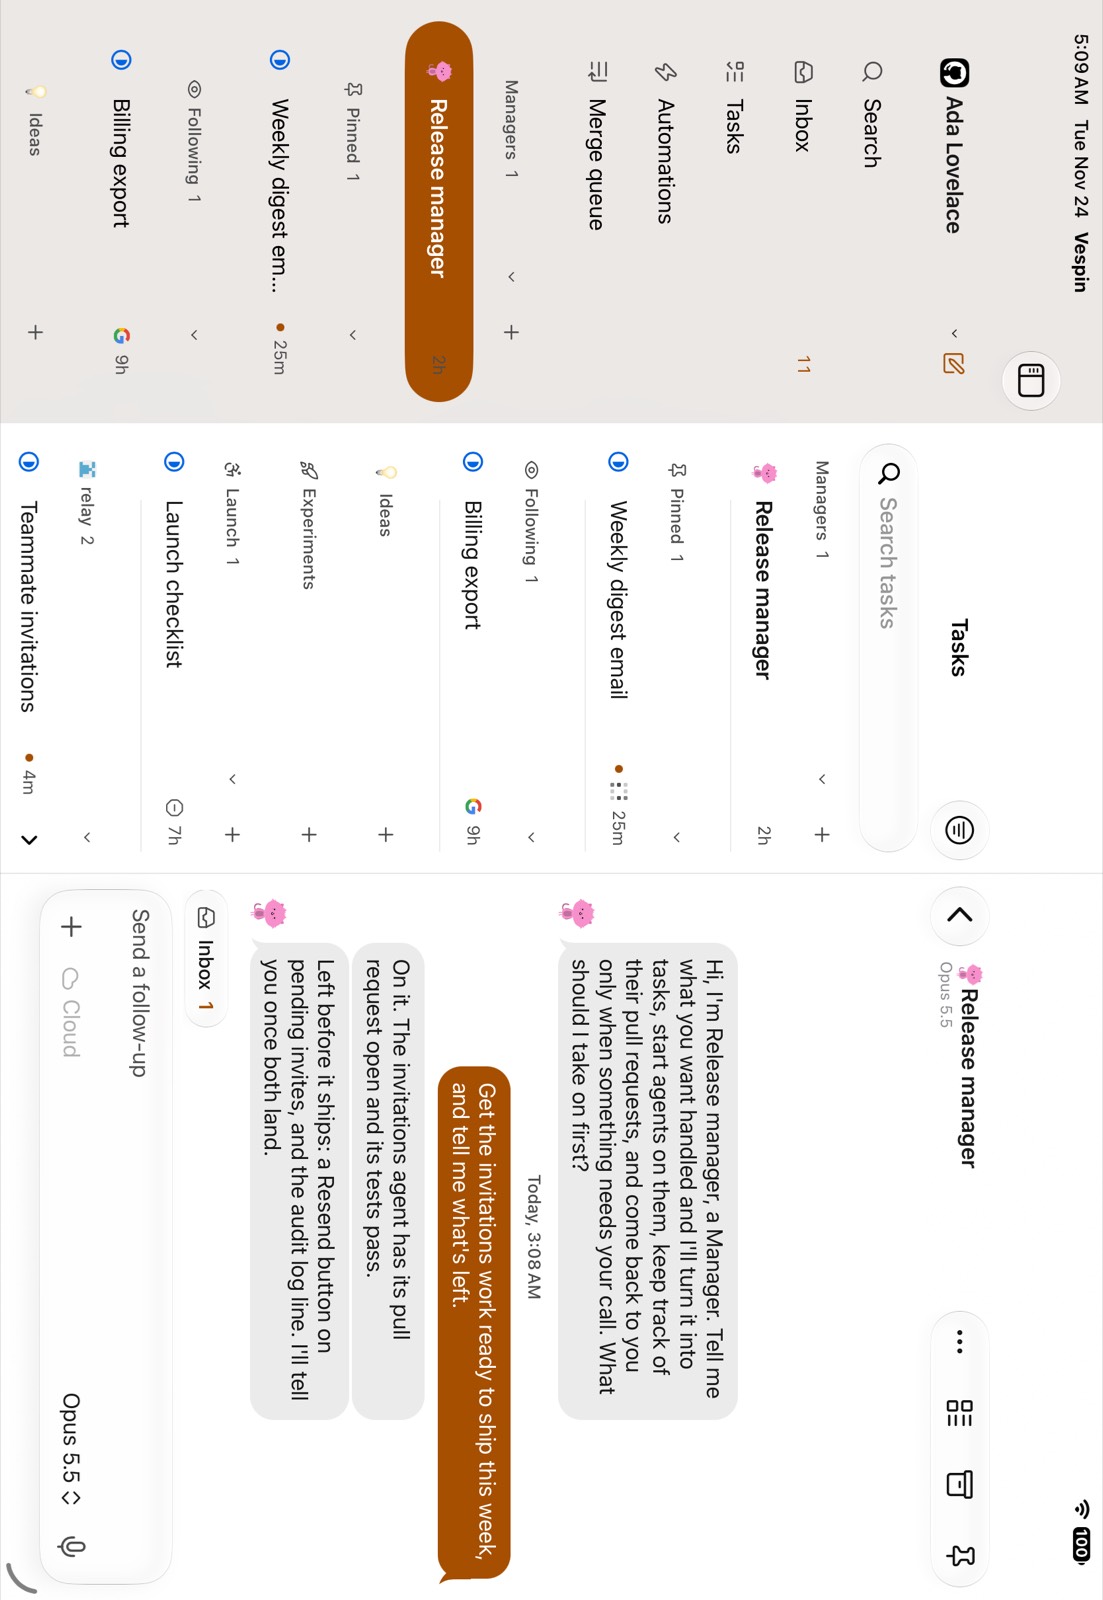 5:09 AM Tue Nov 24 Vespin
100
Ada Lovelace
Search
Inbox 11
Tasks
Automations
Merge queue
Managers 1
Release manager 2h
Pinned 1
Weekly digest em... 25m
Following 1
Billing export 9h
Ideas
Tasks
Search tasks
Managers 1
Release manager 2h
Pinned 1
Weekly digest email 25m
Following 1
Billing export 9h
Ideas
Experiments
Launch 1
Launch checklist 7h
relay 2
Teammate invitations 4m
Release manager
Opus 5.5
Hi, I'm Release manager, a Manager. Tell me
what you want handled and I'll turn it into
tasks, start agents on them, keep track of
their pull requests, and come back to you
only when something needs your call. What
should I take on first?
Today, 3:08 AM
Get the invitations work ready to ship this week,
and tell me what's left.
On it. The invitations agent has its pull
request open and its tests pass.
Left before it ships: a Resend button on
pending invites, and the audit log line. I'll tell
you once both land.
Inbox 1
Send a follow-up
Cloud
Opus 5.5